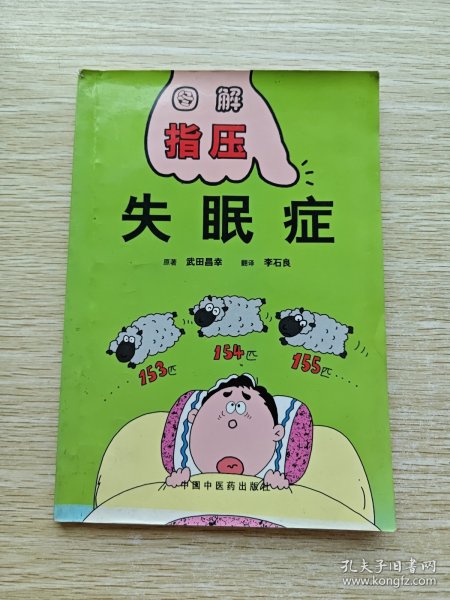 图解
指压
失眠症
原著 武田昌幸 翻译 李石良
153匹
154匹
155匹
中国中医药出版社
孔夫子旧书网
www.kongfz.com